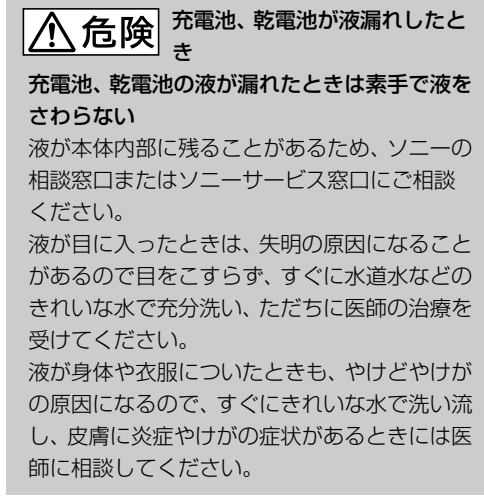 危険 充電池、乾電池が液漏れしたと
き
充電池、乾電池の液が漏れたときは素手で液を
さわらない
液が本体内部に残ることがあるため、ソニーの
相談窓口またはソニーサービス窓口にご相談
ください。
液が目に入ったときは、失明の原因になること
があるので目をこすらず、すぐに水道水などの
きれいな水で充分洗い、ただちに医師の治療を
受けてください。
液が身体や衣服についたときも、やけどやけが
の原因になるので、すぐにきれいな水で洗い流
し、皮膚に炎症やけがの症状があるときには医
師に相談してください。